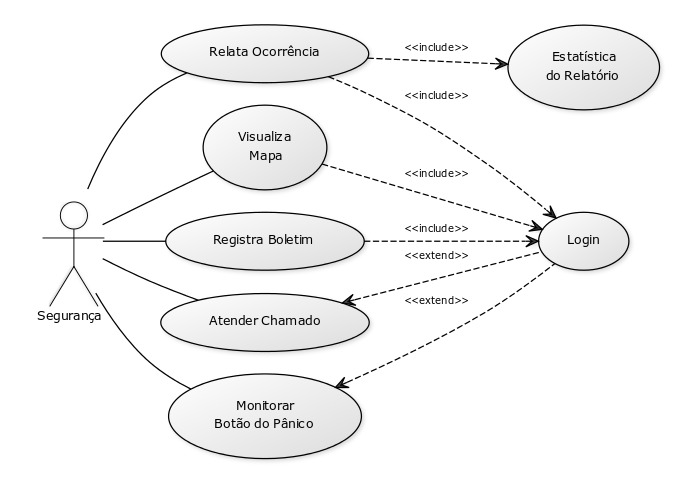 Relata Ocorrência
<<include>>
Estatística
do Relatório
<<include>>
Visualiza
Mapa
<<include>>
Registra Boletim
<<include>>
Login
<<extend>>
Segurança
Atender Chamado
<<extend>>
Monitorar
Botão do Pânico